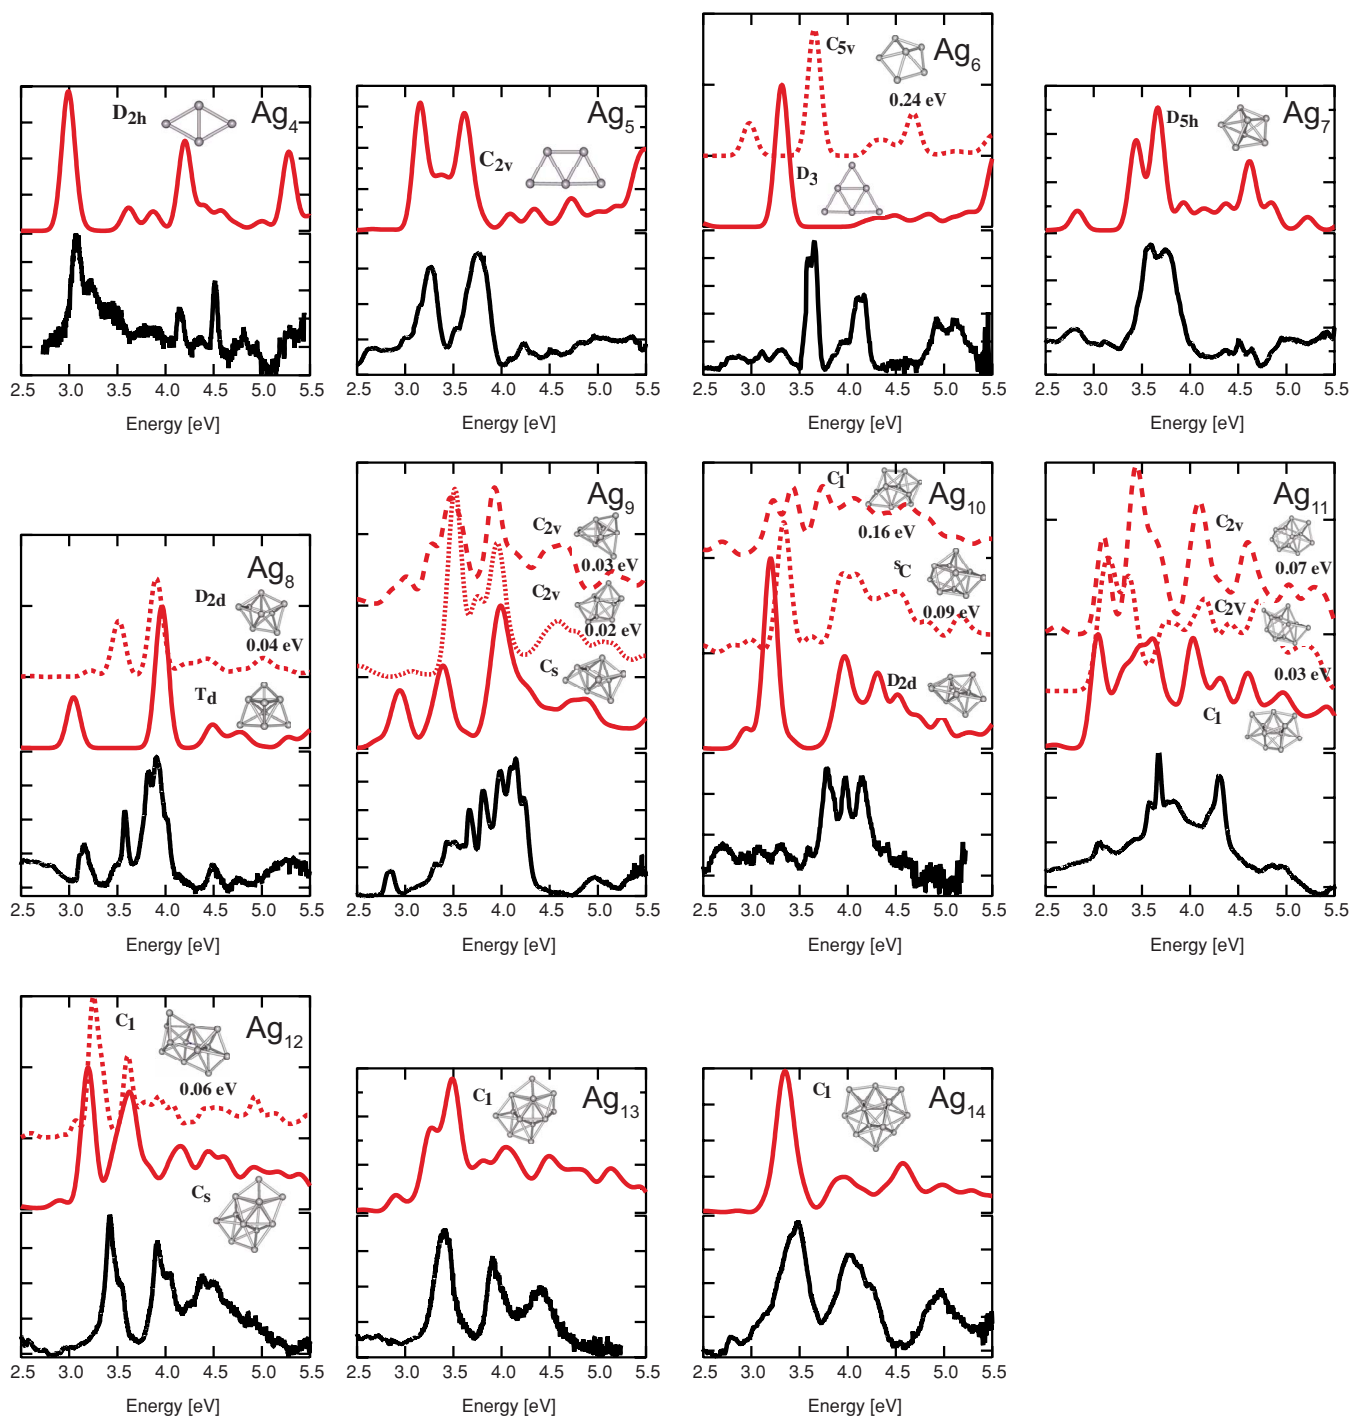 D2h
Ag4
C2v
Ag5
C5v
Ag6
0.24 eV
D3
D5h
Ag7
2.5 3.0 3.5 4.0 4.5 5.0 5.5
Energy [eV]
2.5 3.0 3.5 4.0 4.5 5.0 5.5
Energy [eV]
2.5 3.0 3.5 4.0 4.5 5.0 5.5
Energy [eV]
2.5 3.0 3.5 4.0 4.5 5.0 5.5
Energy [eV]
Ag8
D2d
0.04 eV
Td
Ag9
C2v
0.03 eV
C2v
0.02 eV
Cs
C1
Ag10
0.16 eV
sC
0.09 eV
D2d
Ag11
C2v
0.07 eV
C2V
0.03 eV
C1
2.5 3.0 3.5 4.0 4.5 5.0 5.5
Energy [eV]
2.5 3.0 3.5 4.0 4.5 5.0 5.5
Energy [eV]
2.5 3.0 3.5 4.0 4.5 5.0 5.5
Energy [eV]
2.5 3.0 3.5 4.0 4.5 5.0 5.5
Energy [eV]
C1
Ag12
0.06 eV
Cs
C1
Ag13
C1
Ag14
2.5 3.0 3.5 4.0 4.5 5.0 5.5
Energy [eV]
2.5 3.0 3.5 4.0 4.5 5.0 5.5
Energy [eV]
2.5 3.0 3.5 4.0 4.5 5.0 5.5
Energy [eV]